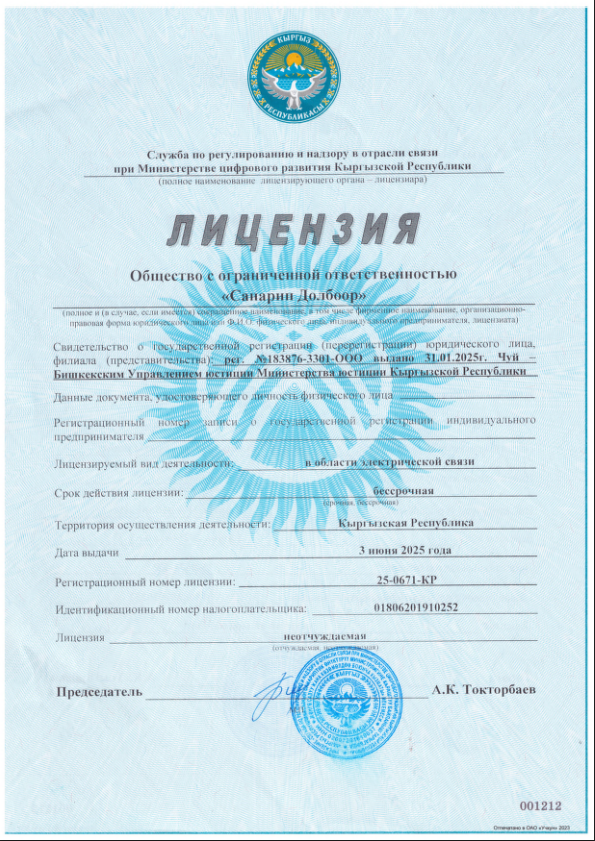 КЫРГЫЗ
РЕСПУБЛИКАСЫ
Служба по регулированию и надзору в отрасли связи
при Министерстве цифрового развития Кыргызской Республики
(полное наименование лицензирующего органа – лицензиара)
ЛИЦЕНЗИЯ
Общество с ограниченной ответственностью
«Санарип Долбоор»
(полное и (в случае, если имеется) сокращенное наименование, в том числе фирменное наименование, организационно-
правовая форма юридического лица или Ф.И.О. физического лица, индивидуального предпринимателя, лицензиата)
Свидетельство о государственной регистрации (перерегистрации) юридического лица,
филиала (представительства): рег. №183876-3301-ООО выдано 31.01.2025г. Чуй –
Бишкекским Управлением юстиции Министерства юстиции Кыргызской Республики
Данные документа, удостоверяющего личность физического лица
Регистрационный номер записи о государственной регистрации индивидуального
предпринимателя
Лицензируемый вид деятельности: в области электрической связи
Срок действия лицензии: бессрочная
(срочная, бессрочная)
Территория осуществления деятельности: Кыргызская Республика
Дата выдачи 3 июня 2025 года
Регистрационный номер лицензии: 25-0671-КР
Идентификационный номер налогоплательщика: 01806201910252
Лицензия неотчуждаемая
(отчуждаемая, неотчуждаемая)
Председатель А.К. Токторбаев
001212
Отпечатано в ОАО «Учкун» 2023